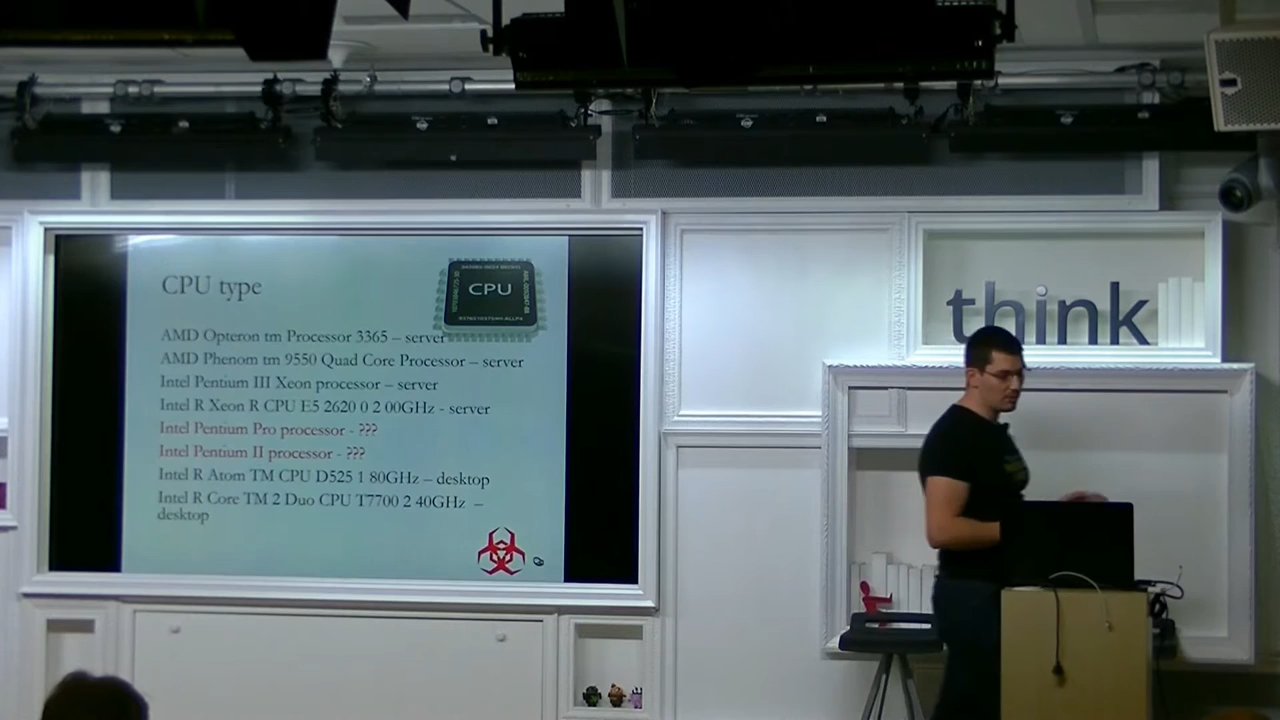 CPU type
CPU
AMD Opteron tm Processor 3365 – server
AMD Phenom tm 9550 Quad Core Processor – server
Intel Pentium III Xeon processor – server
Intel R Xeon R CPU E5 2620 0 2 00GHz - server
Intel Pentium Pro processor - ???
Intel Pentium II processor - ???
Intel R Atom TM CPU D525 1 80GHz – desktop
Intel R Core TM 2 Duo CPU T7700 2 40GHz –
desktop
think